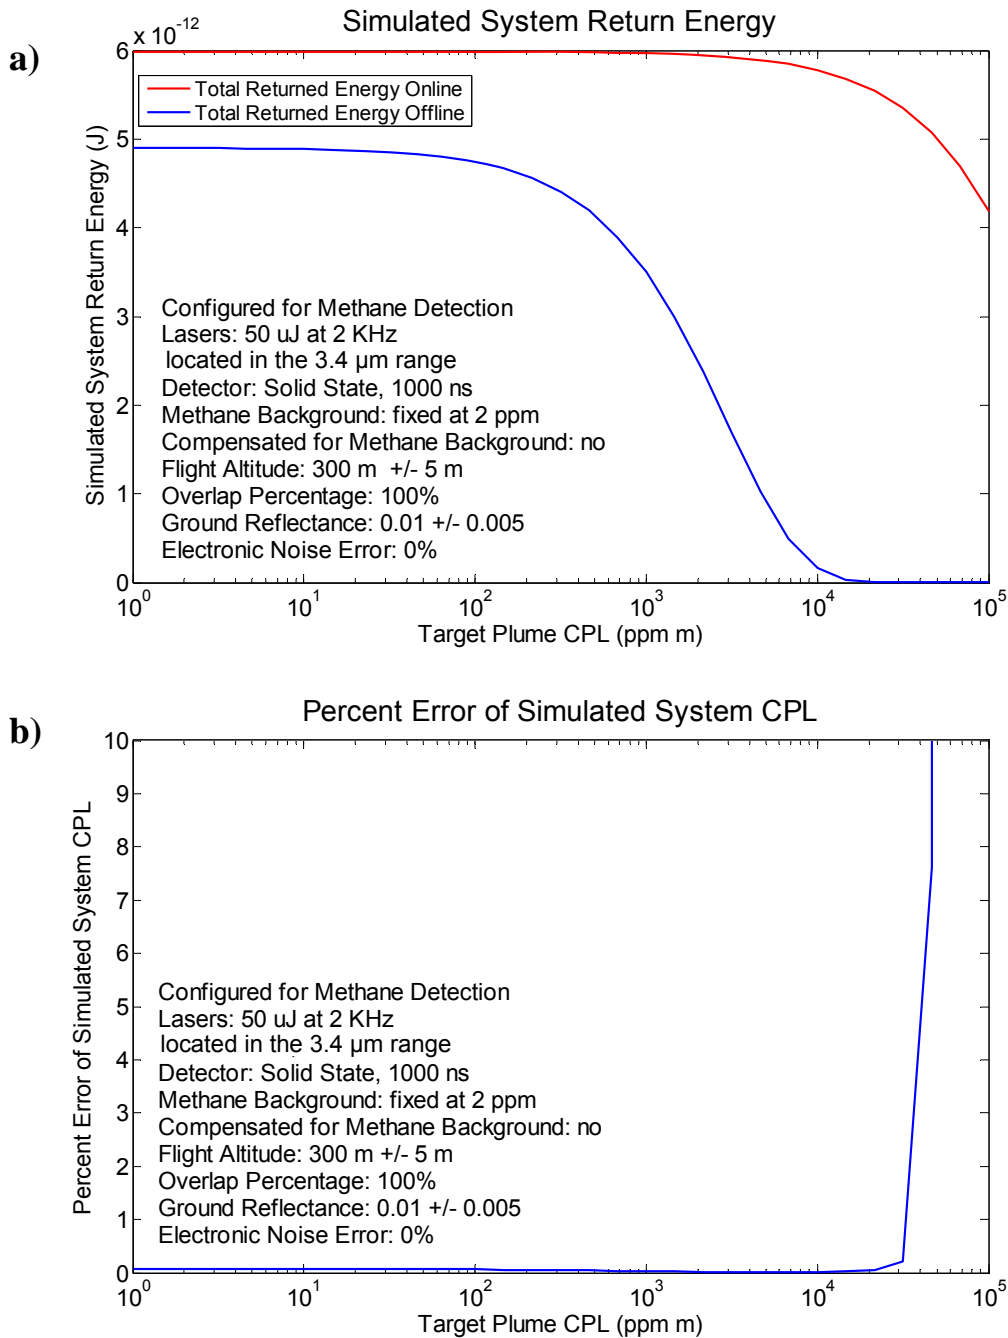 a)
Simulated System Return Energy
6 x 10^-12
5
4
3
2
1
0
Simulated System Return Energy (J)
Total Returned Energy Online
Total Returned Energy Offline
Configured for Methane Detection
Lasers: 50 uJ at 2 KHz
located in the 3.4 µm range
Detector: Solid State, 1000 ns
Methane Background: fixed at 2 ppm
Compensated for Methane Background: no
Flight Altitude: 300 m +/- 5 m
Overlap Percentage: 100%
Ground Reflectance: 0.01 +/- 0.005
Electronic Noise Error: 0%
10^0 10^1 10^2 10^3 10^4 10^5
Target Plume CPL (ppm m)
b)
Percent Error of Simulated System CPL
10
9
8
7
6
5
4
3
2
1
0
Percent Error of Simulated System CPL
Configured for Methane Detection
Lasers: 50 uJ at 2 KHz
located in the 3.4 µm range
Detector: Solid State, 1000 ns
Methane Background: fixed at 2 ppm
Compensated for Methane Background: no
Flight Altitude: 300 m +/- 5 m
Overlap Percentage: 100%
Ground Reflectance: 0.01 +/- 0.005
Electronic Noise Error: 0%
10^0 10^1 10^2 10^3 10^4 10^5
Target Plume CPL (ppm m)